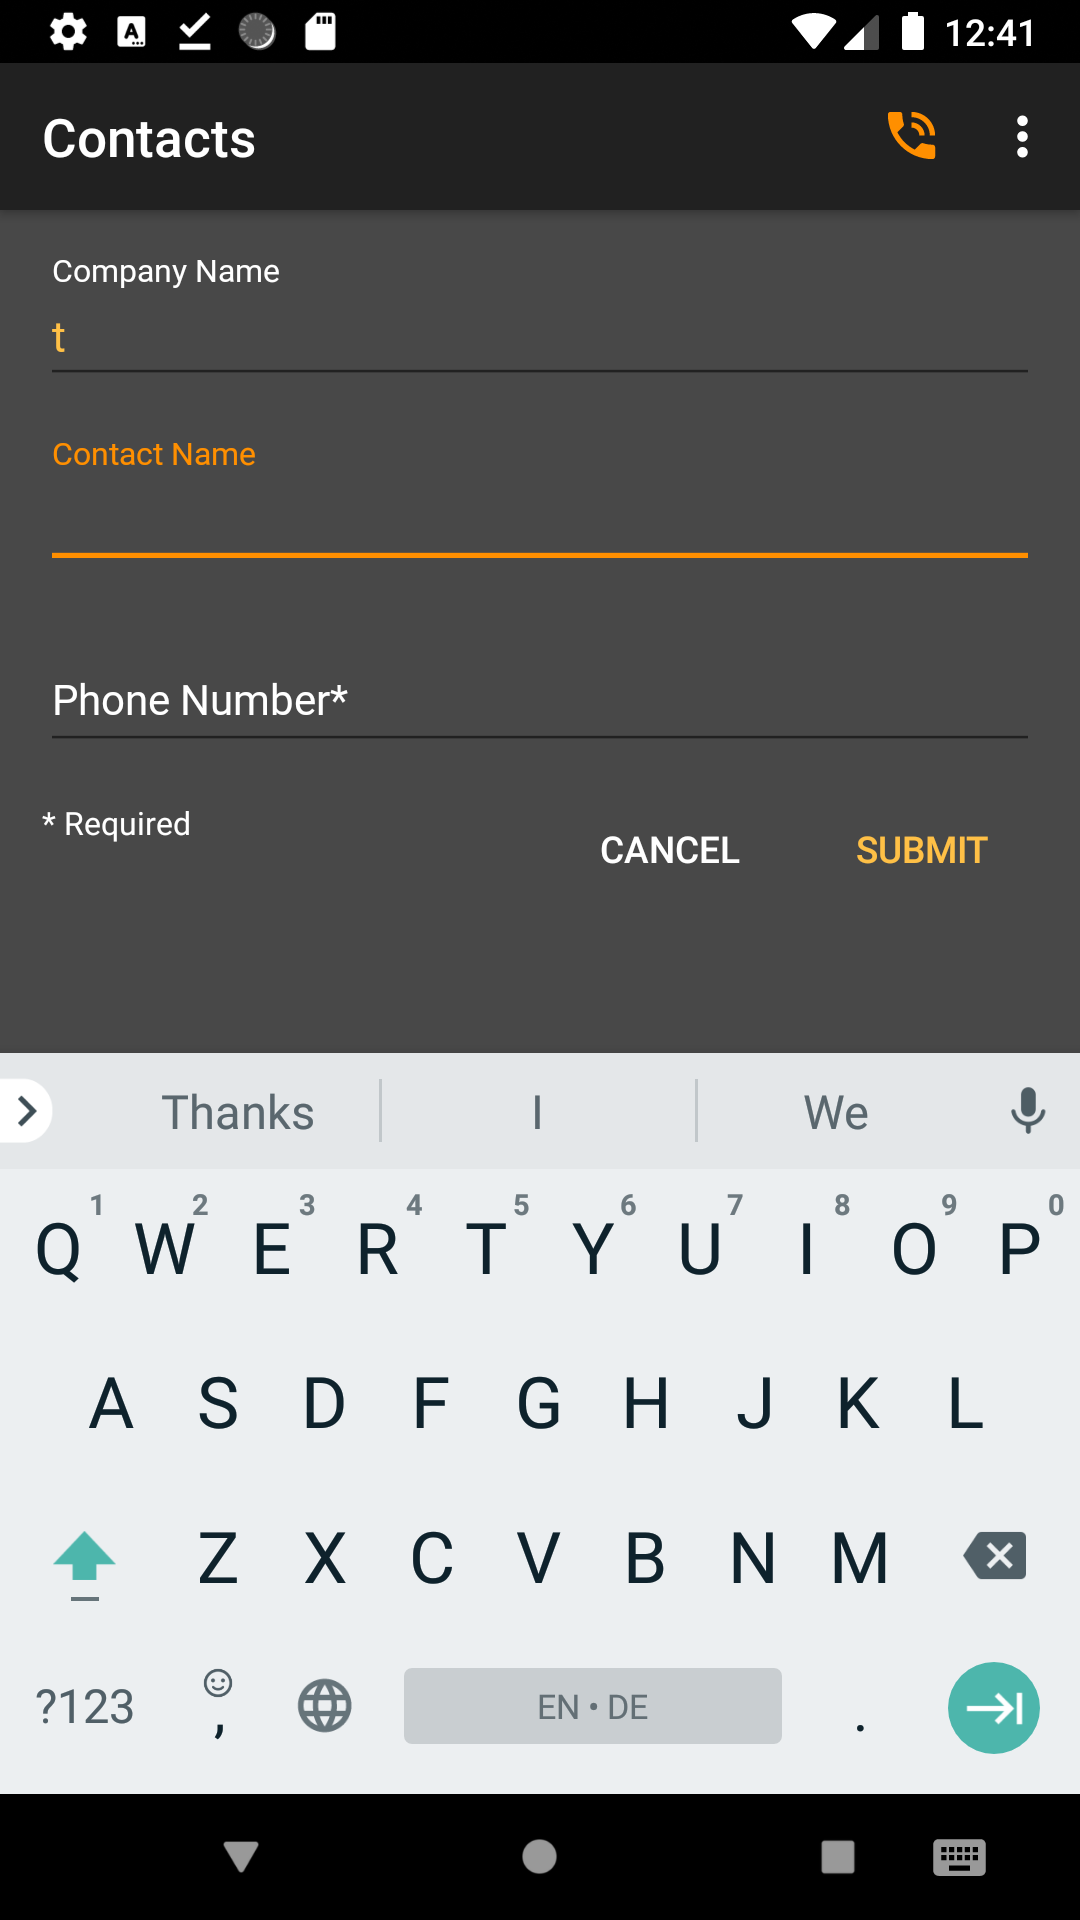 12:41
Contacts
Company Name
t
Contact Name
Phone Number*
* Required
CANCEL SUBMIT
Thanks I We
1 2 3 4 5 6 7 8 9 0
Q W E R T Y U I O P
A S D F G H J K L
Z X C V B N M
?123 , EN • DE .